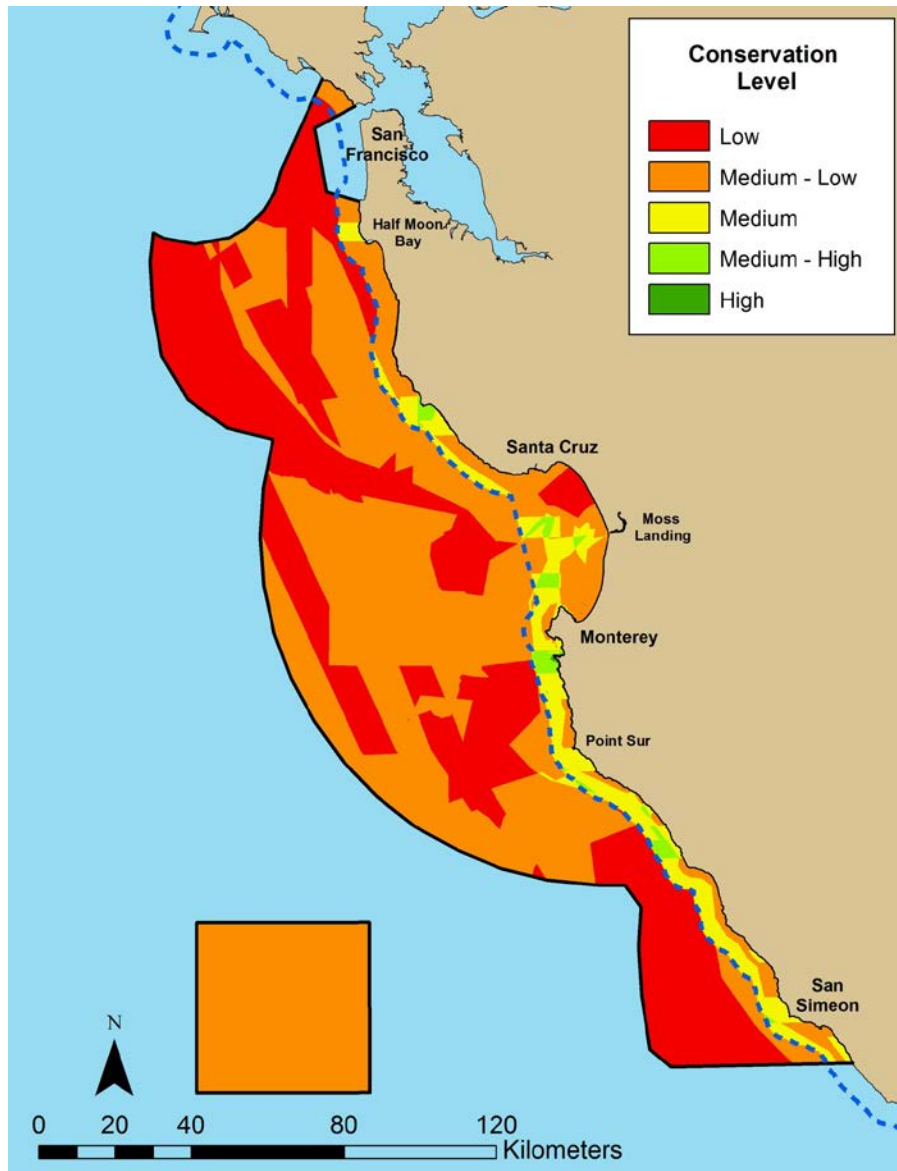 Conservation
Level
Low
Medium - Low
Medium
Medium - High
High
San
Francisco
Half Moon
Bay
Santa Cruz
Moss
Landing
Monterey
Point Sur
San
Simeon
N
0 20 40 80 120
Kilometers